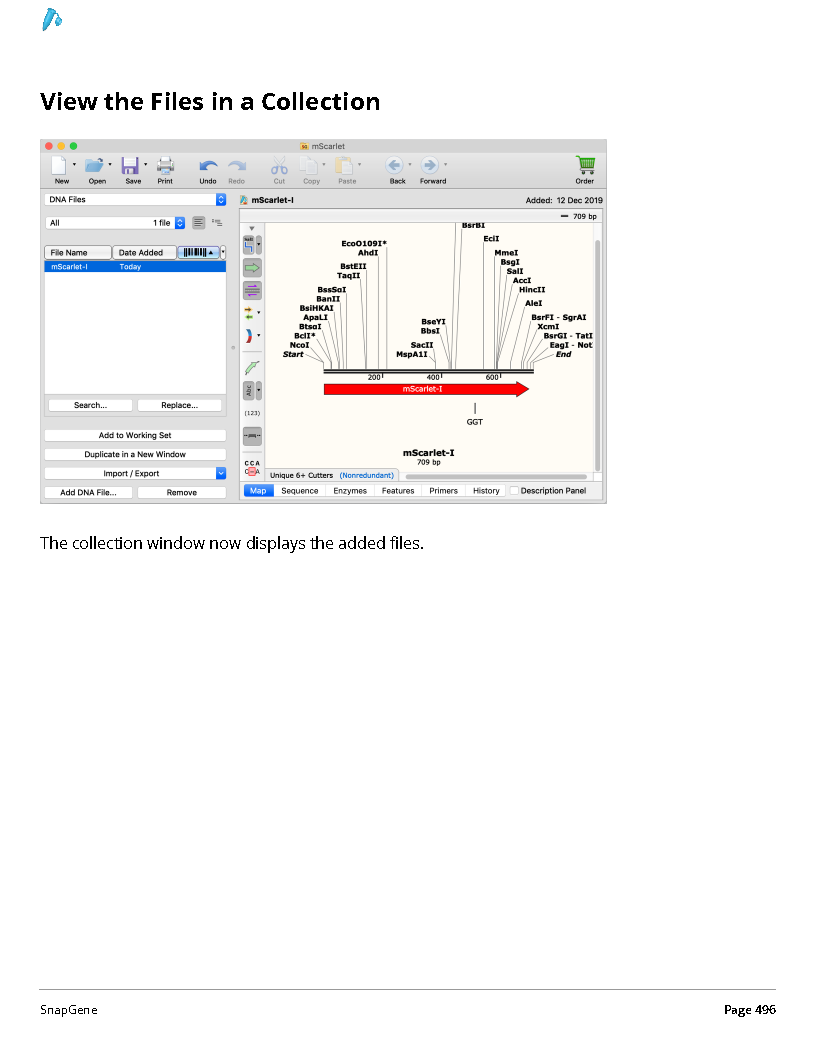 View the Files in a Collection
mScarlet
New Open Save Print Undo Redo Cut Copy Paste Back Forward Order
DNA Files
All 1 file
File Name Date Added
mScarlet-I Today
Search... Replace...
Add to Working Set
Duplicate in a New Window
Import / Export
Add DNA File... Remove
mScarlet-I Added: 12 Dec 2019
709 bp
BsrBI
EcoO109I* EciI
AhdI MmeI
BstEII BsgI
TaqII SalI
AccI
BssSαI HincII
BanII
BsiHKAI AleI
ApaLI BsrFI - SgrAI
BtsαI BseYI XcmI
BclI* BbsI BsrGI - TatI
NcoI SacII EagI - Not
Start MspA1I End
200 400 600
mScarlet-I
Abc
(123)
GGT
mScarlet-I
709 bp
CCA
Unique 6+ Cutters (Nonredundant)
Map Sequence Enzymes Features Primers History Description Panel
The collection window now displays the added files.
SnapGene Page 496